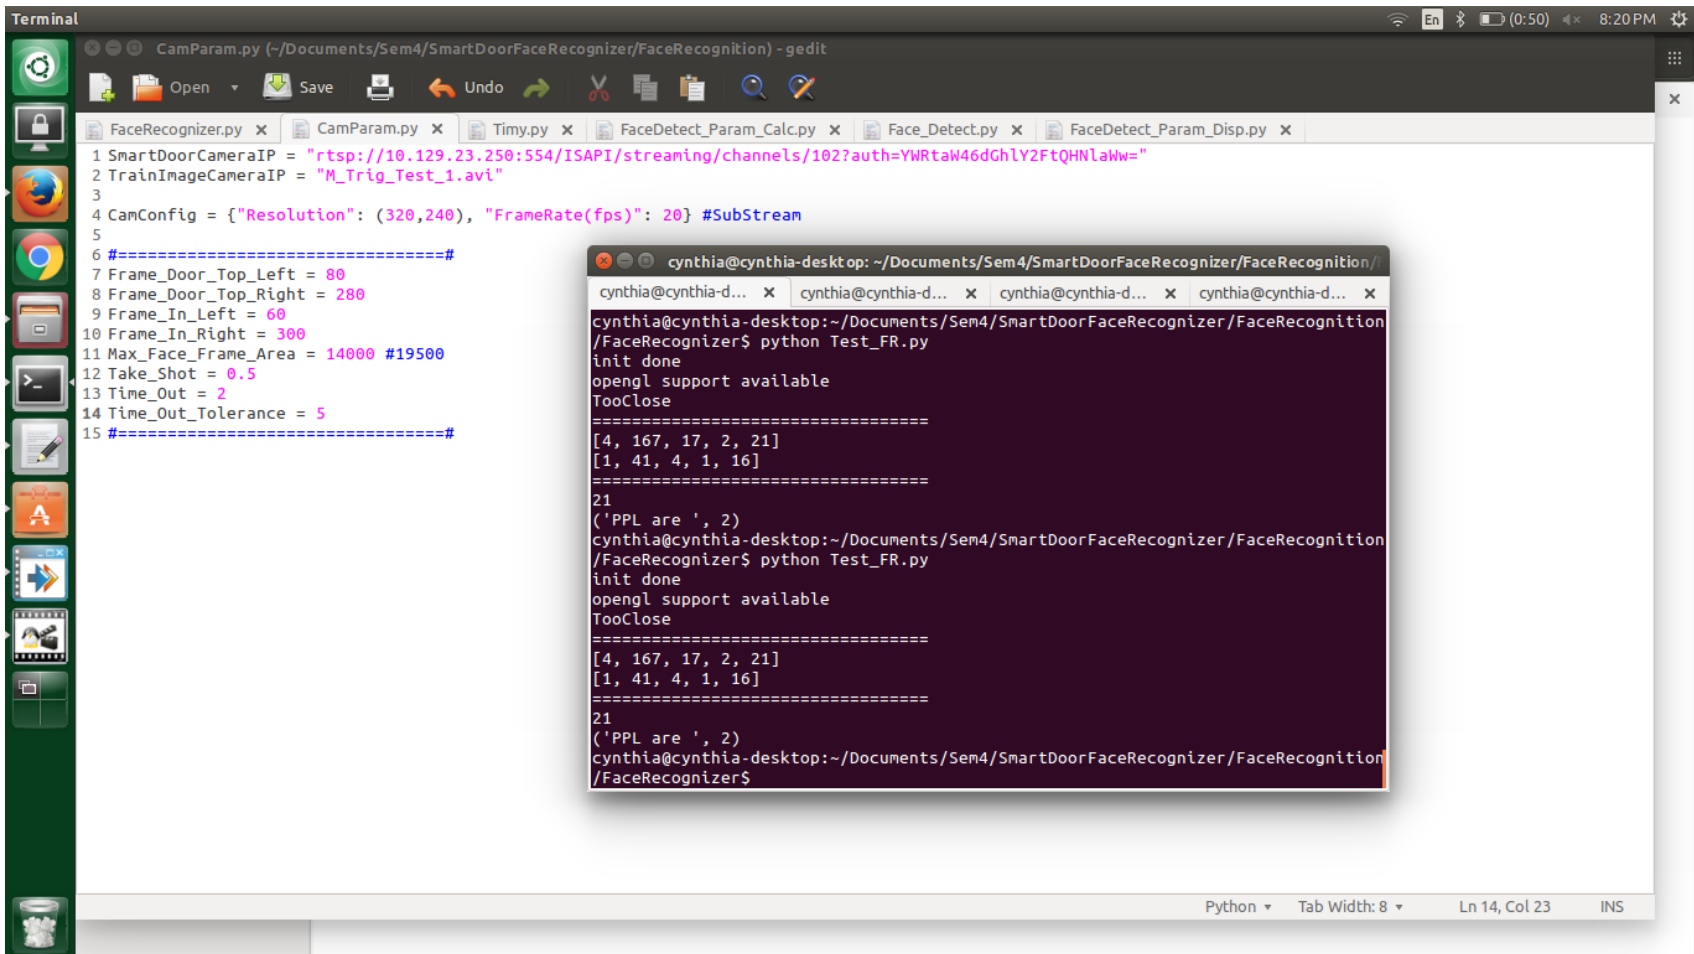 Terminal
En
(0:50)
8:20 PM
CamParam.py (~/Documents/Sem4/SmartDoorFaceRecognizer/FaceRecognition) - gedit
Open
Save
Undo
FaceRecognizer.py
CamParam.py
Timy.py
FaceDetect_Param_Calc.py
Face_Detect.py
FaceDetect_Param_Disp.py
1 SmartDoorCameraIP = "rtsp://10.129.23.250:554/ISAPI/streaming/channels/102?auth=YWRtaW46dGhlY2FtQHNlaWw="
2 TrainImageCameraIP = "M_Trig_Test_1.avi"
3
4 CamConfig = {"Resolution": (320,240), "FrameRate(fps)": 20} #SubStream
5
6 #=================================#
7 Frame_Door_Top_Left = 80
8 Frame_Door_Top_Right = 280
9 Frame_In_Left = 60
10 Frame_In_Right = 300
11 Max_Face_Frame_Area = 14000 #19500
12 Take_Shot = 0.5
13 Time_Out = 2
14 Time_Out_Tolerance = 5
15 #=================================#
cynthia@cynthia-desktop: ~/Documents/Sem4/SmartDoorFaceRecognizer/FaceRecognition/
cynthia@cynthia-d...
cynthia@cynthia-d...
cynthia@cynthia-d...
cynthia@cynthia-d...
cynthia@cynthia-desktop:~/Documents/Sem4/SmartDoorFaceRecognizer/FaceRecognition
/FaceRecognizer$ python Test_FR.py
init done
opengl support available
TooClose
==================================
[4, 167, 17, 2, 21]
[1, 41, 4, 1, 16]
==================================
21
('PPL are ', 2)
cynthia@cynthia-desktop:~/Documents/Sem4/SmartDoorFaceRecognizer/FaceRecognition
/FaceRecognizer$ python Test_FR.py
init done
opengl support available
TooClose
==================================
[4, 167, 17, 2, 21]
[1, 41, 4, 1, 16]
==================================
21
('PPL are ', 2)
cynthia@cynthia-desktop:~/Documents/Sem4/SmartDoorFaceRecognizer/FaceRecognition
/FaceRecognizer$
Python
Tab Width: 8
Ln 14, Col 23
INS